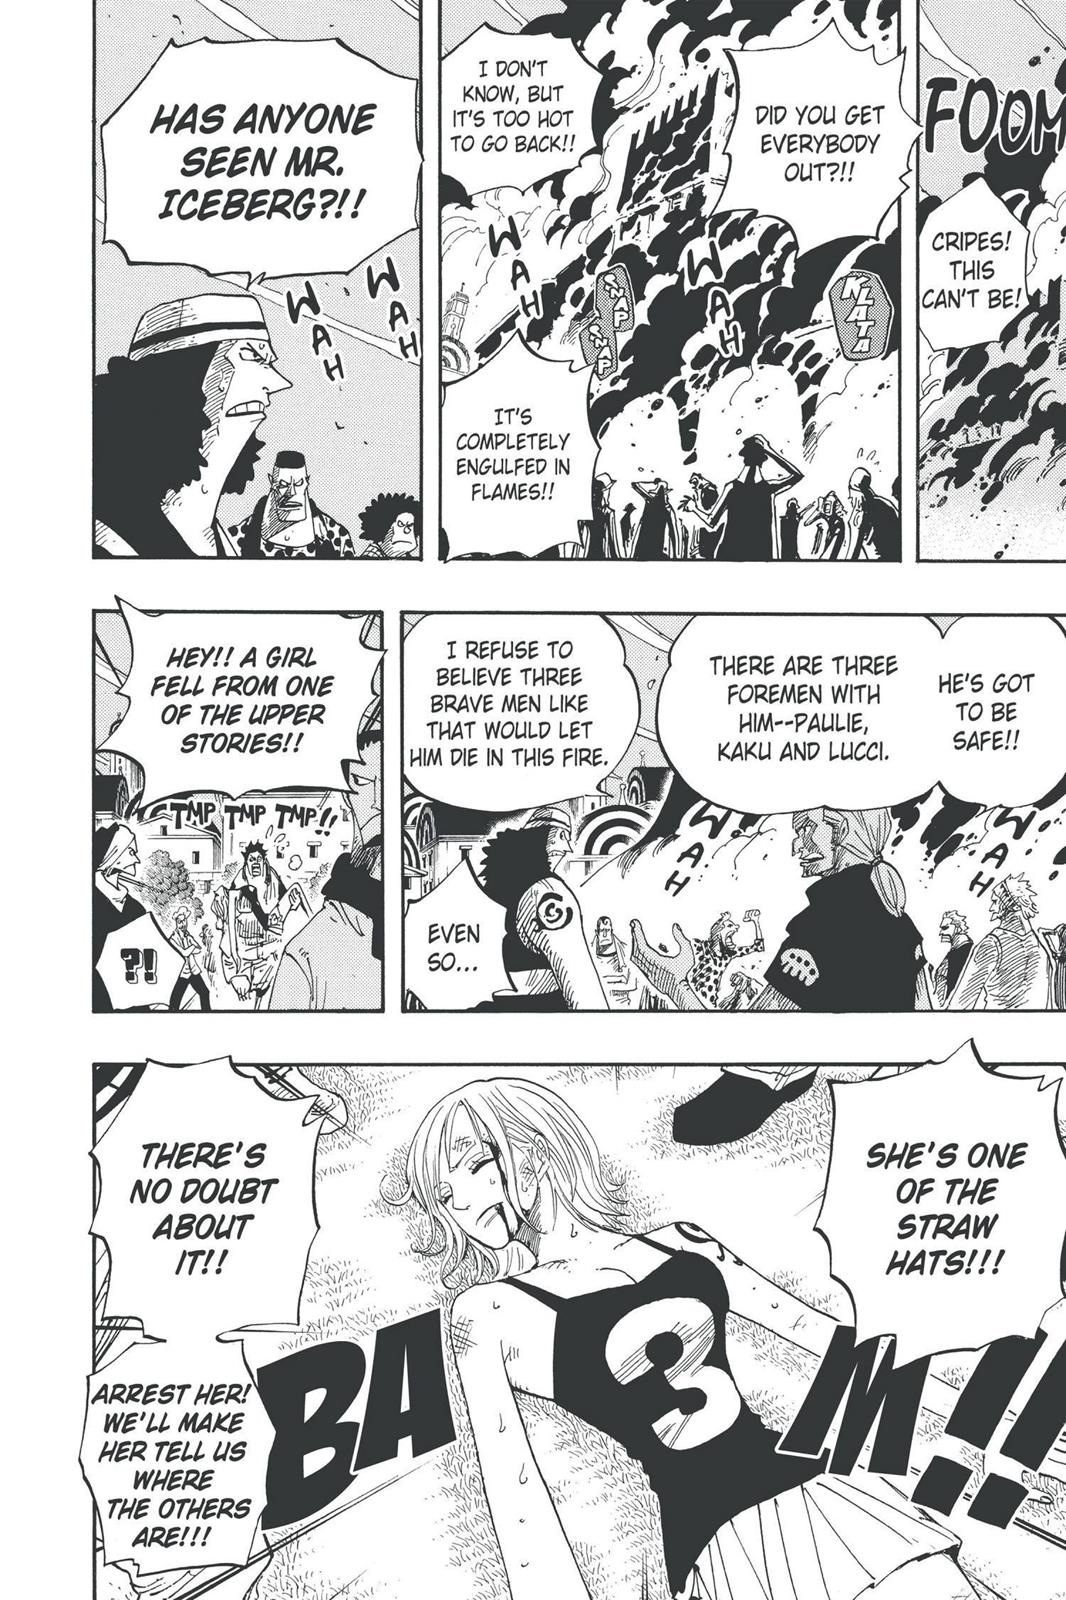 FOOM
CRIPES!
THIS
CAN'T BE!
DID YOU GET
EVERYBODY
OUT?!!
I DON'T
KNOW, BUT
IT'S TOO HOT
TO GO BACK!!
WAH
WAH
SNAP
SNAP
KLATA
IT'S
COMPLETELY
ENGULFED IN
FLAMES!!
HAS ANYONE
SEEN MR.
ICEBERG?!!
WAH
WAH
HE'S GOT
TO BE
SAFE!!
THERE ARE THREE
FOREMEN WITH
HIM--PAULIE,
KAKU AND LUCCI.
I REFUSE TO
BELIEVE THREE
BRAVE MEN LIKE
THAT WOULD LET
HIM DIE IN THIS FIRE.
WAH
WAH
EVEN
SO...
HEY!! A GIRL
FELL FROM ONE
OF THE UPPER
STORIES!!
TMP TMP TMP!!
?!
SHE'S ONE
OF THE
STRAW
HATS!!!
THERE'S
NO DOUBT
ABOUT
IT!!
ARREST HER!
WE'LL MAKE
HER TELL US
WHERE
THE OTHERS
ARE!!!
BAM!!
3